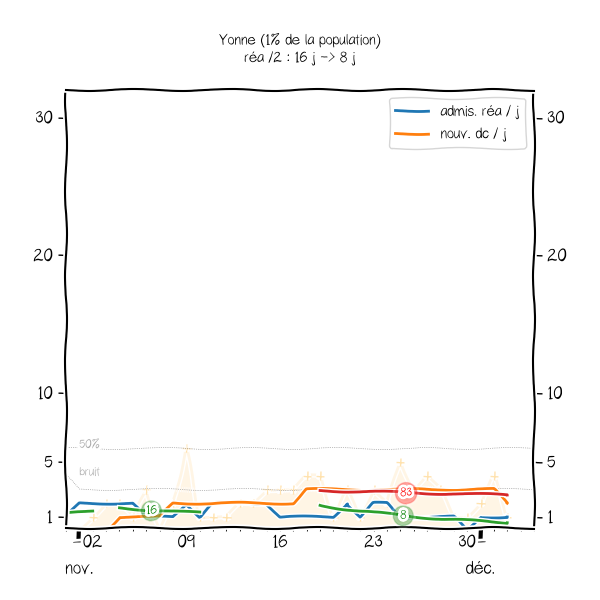 Yonne (1% de la population)
réa /2 : 16 j -> 8 j
admis. réa / j
nouv. dc / j
30
30
20
20
10
10
50%
5
5
bruit
83
16
8
1
1
02
09
16
23
30
nov.
déc.